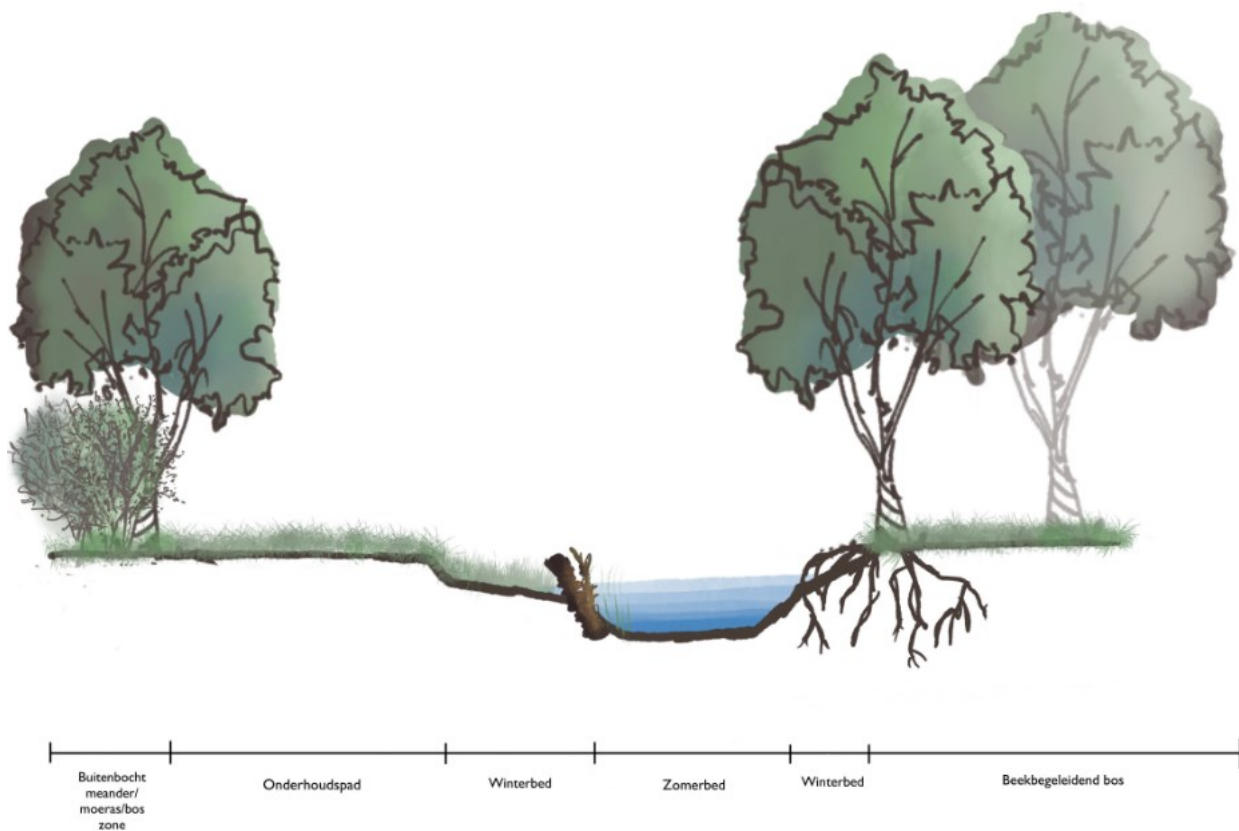 Buitenbocht
meander/
moeras/bos
zone
Onderhoudspad
Winterbed
Zomerbed
Winterbed
Beekbegeleidend bos